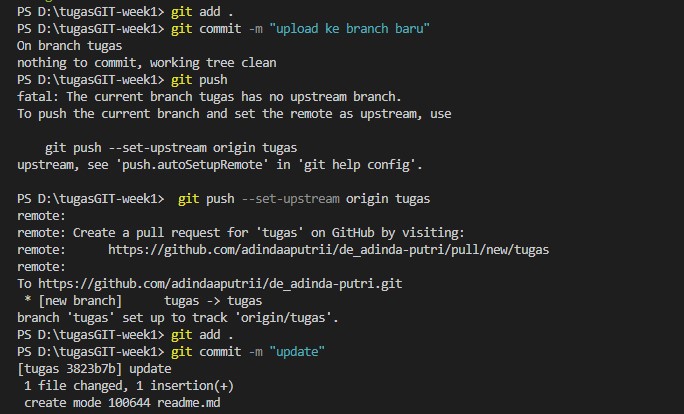 PS D:\tugasGIT-week1> git add .
PS D:\tugasGIT-week1> git commit -m "upload ke branch baru"
On branch tugas
nothing to commit, working tree clean
PS D:\tugasGIT-week1> git push
fatal: The current branch tugas has no upstream branch.
To push the current branch and set the remote as upstream, use

    git push --set-upstream origin tugas
upstream, see 'push.autoSetupRemote' in 'git help config'.

PS D:\tugasGIT-week1>  git push --set-upstream origin tugas
remote:
remote: Create a pull request for 'tugas' on GitHub by visiting:
remote:      https://github.com/adindaaputrii/de_adinda-putri/pull/new/tugas
remote:
To https://github.com/adindaaputrii/de_adinda-putri.git
 * [new branch]      tugas -> tugas
branch 'tugas' set up to track 'origin/tugas'.
PS D:\tugasGIT-week1> git add .
PS D:\tugasGIT-week1> git commit -m "update"
[tugas 3823b7b] update
 1 file changed, 1 insertion(+)
 create mode 100644 readme.md